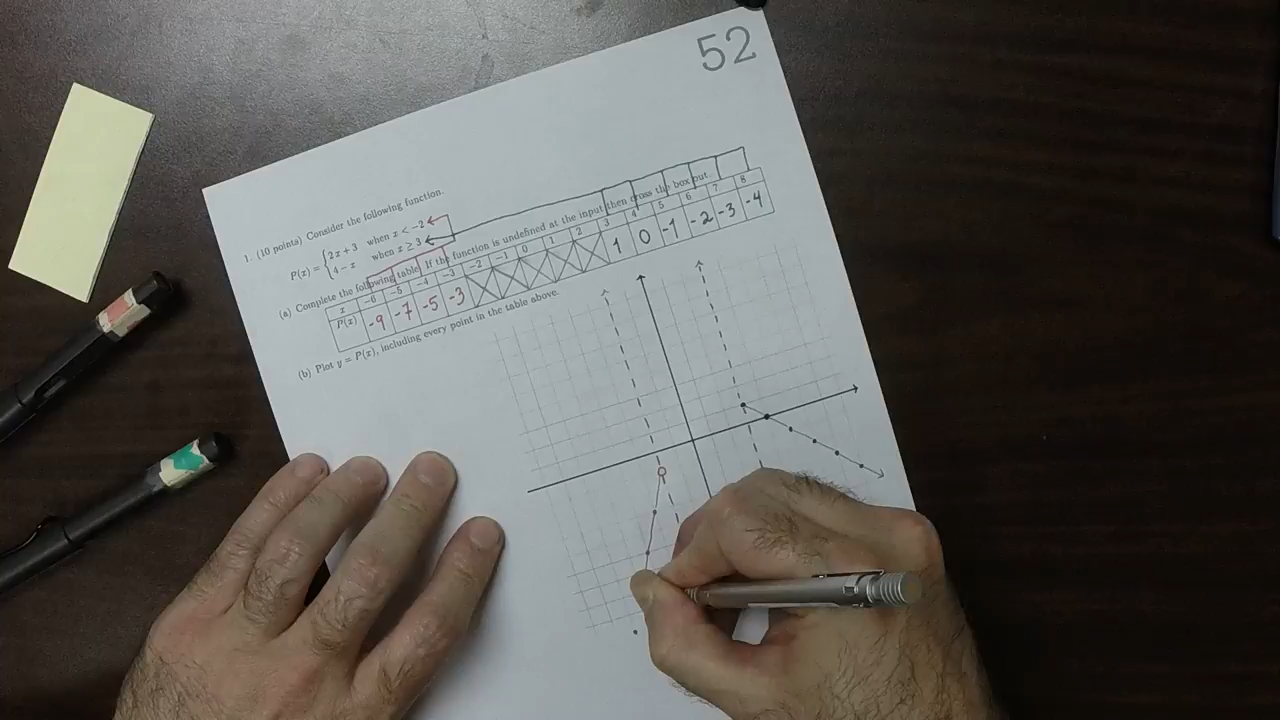 52
1. (10 points) Consider the following function.
P(x) = { 2x + 3 when x < -2
4 - x when x ≥ 3
(a) Complete the following table. If the function is undefined at the input then cross the box out.
x -6 -5 -4 -3 -2 -1 0 1 2 3 4 5 6 7 8
P(x) -9 -7 -5 -3 1 0 -1 -2 -3 -4
(b) Plot y = P(x), including every point in the table above.